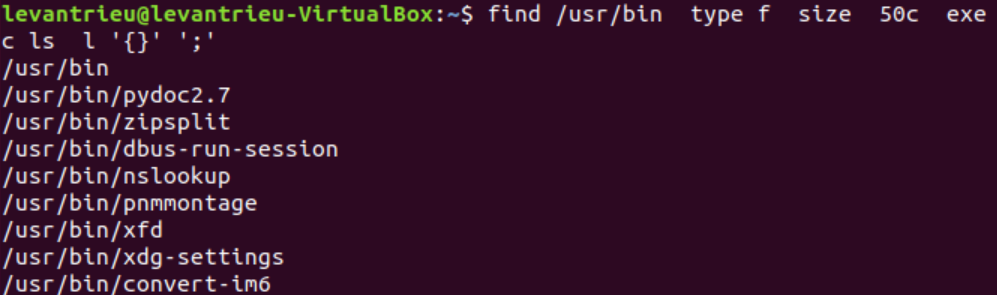 levantrieu@levantrieu-VirtualBox:~$ find /usr/bin  type f  size  50c  exe
c ls  l '{}' ';'
/usr/bin
/usr/bin/pydoc2.7
/usr/bin/zipsplit
/usr/bin/dbus-run-session
/usr/bin/nslookup
/usr/bin/pnmmontage
/usr/bin/xfd
/usr/bin/xdg-settings
/usr/bin/convert-im6